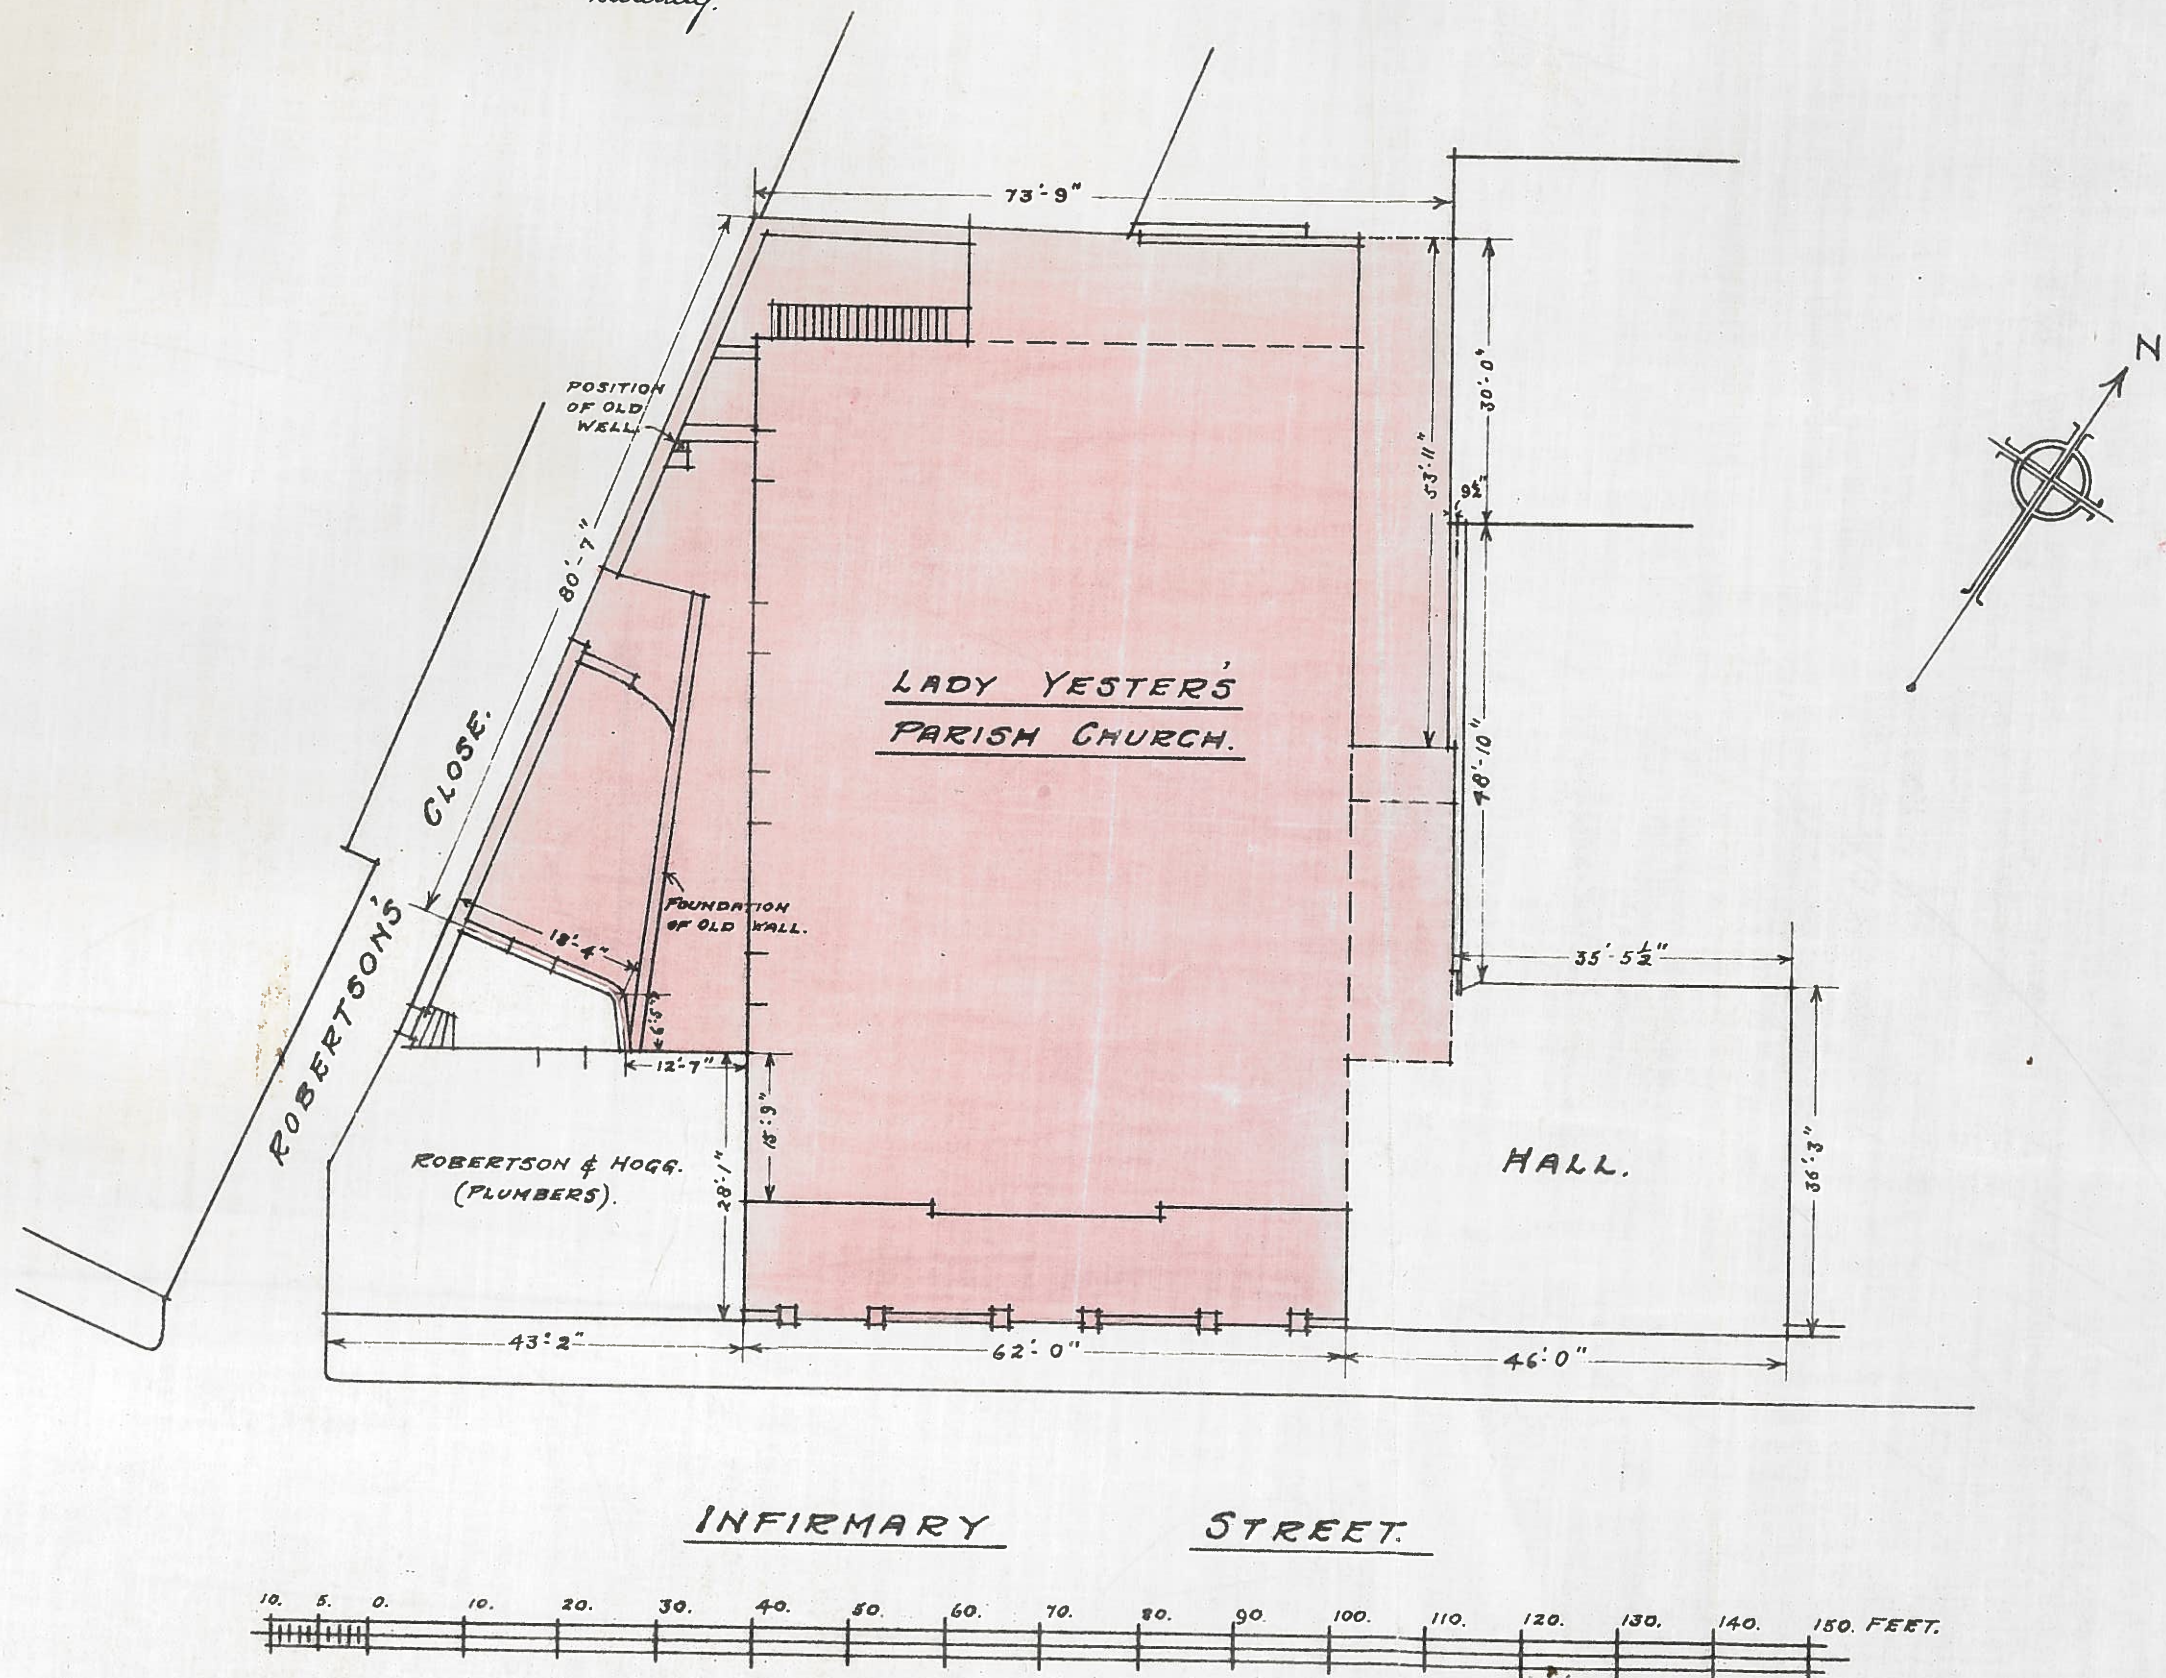 73'-9"
POSITION
OF OLD
WELL.
80'-7"
53'-11"
30'-0"
9½"
N
LADY YESTER'S
PARISH CHURCH.
48'-10"
ROBERTSON'S CLOSE.
FOUNDATION
OF OLD WALL.
18'-4"
6'-5"
12'-7"
35'-5½"
15'-9"
28'-1"
ROBERTSON & HOGG.
(PLUMBERS).
HALL.
36'-3"
43'-2"
62'-0"
46'-0"
INFIRMARY STREET.
10. 5. 0. 10. 20. 30. 40. 50. 60. 70. 80. 90. 100. 110. 120. 130. 140. 150. FEET.